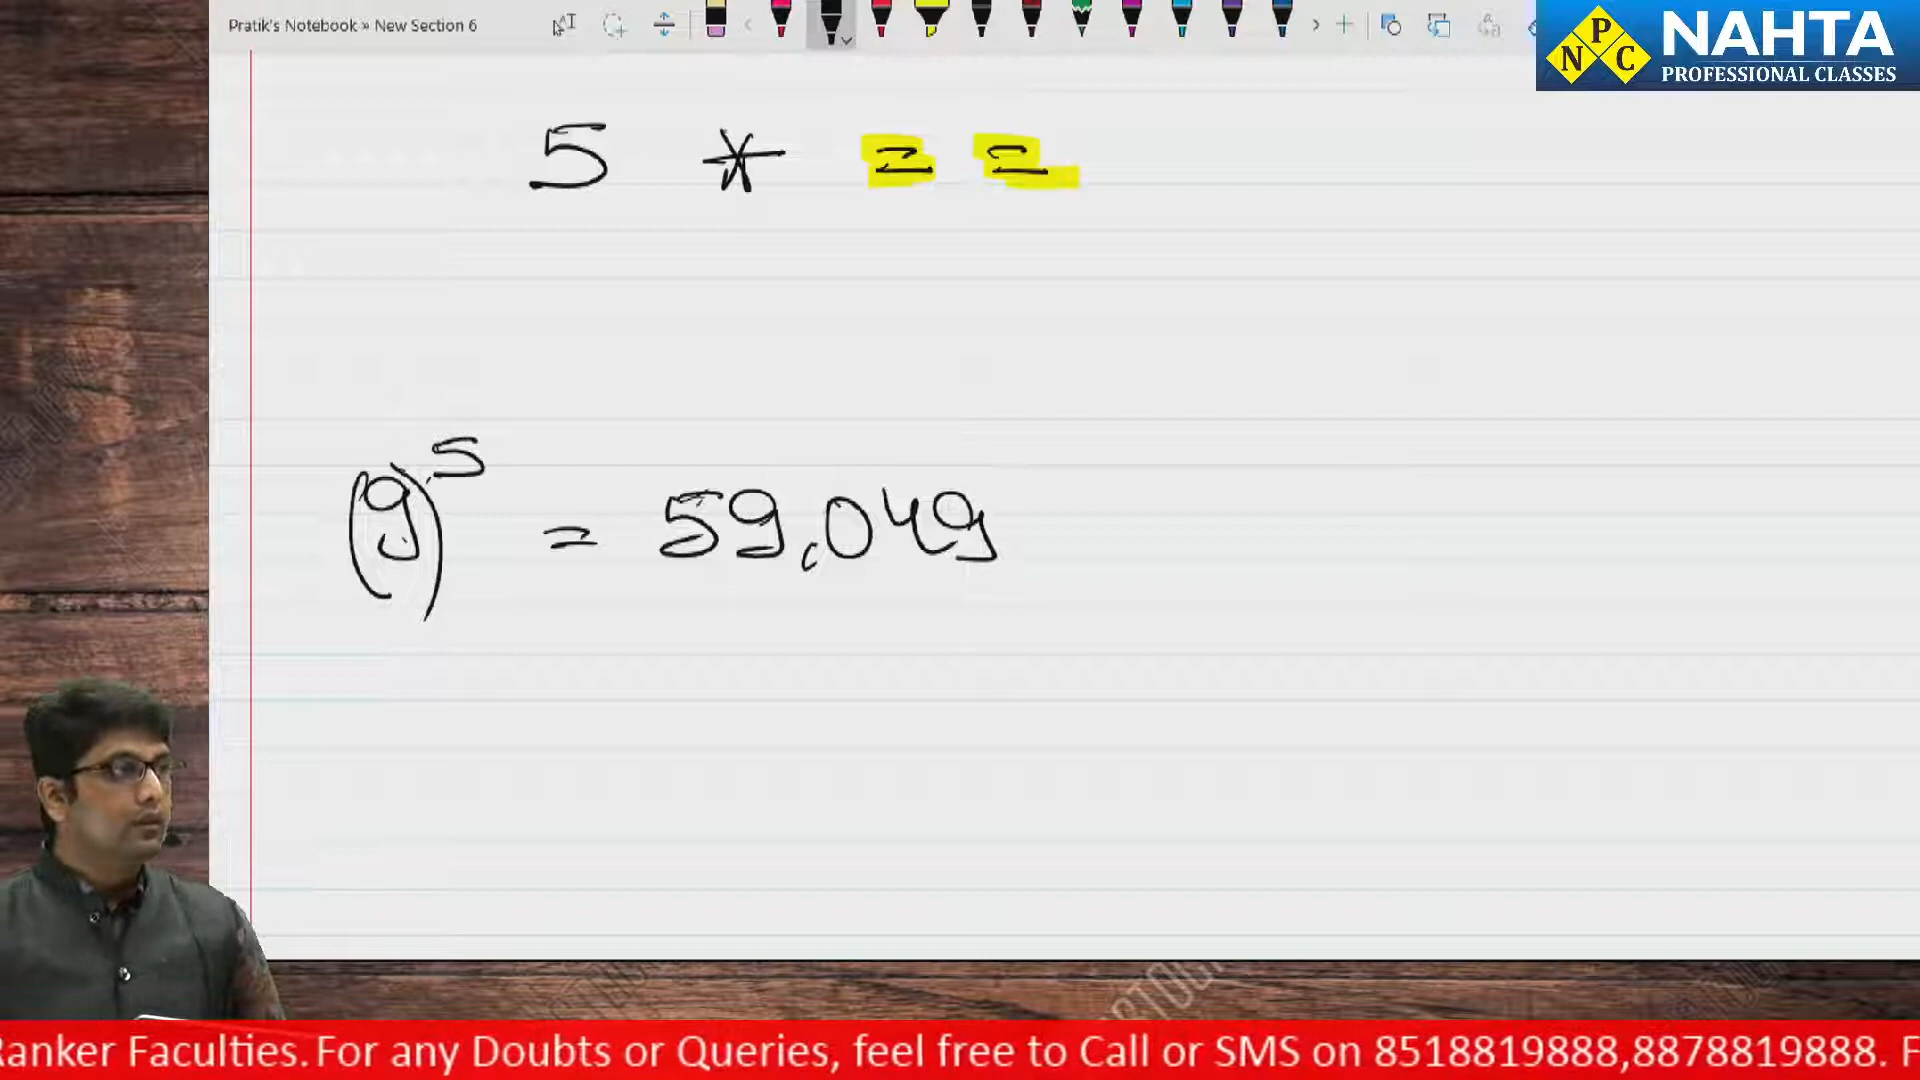 Pratik's Notebook » New Section 6
NPC
NAHTA
PROFESSIONAL CLASSES
5 * = =
(9)^5 = 59,049
Ranker Faculties. For any Doubts or Queries, feel free to Call or SMS on 8518819888,8878819888. F